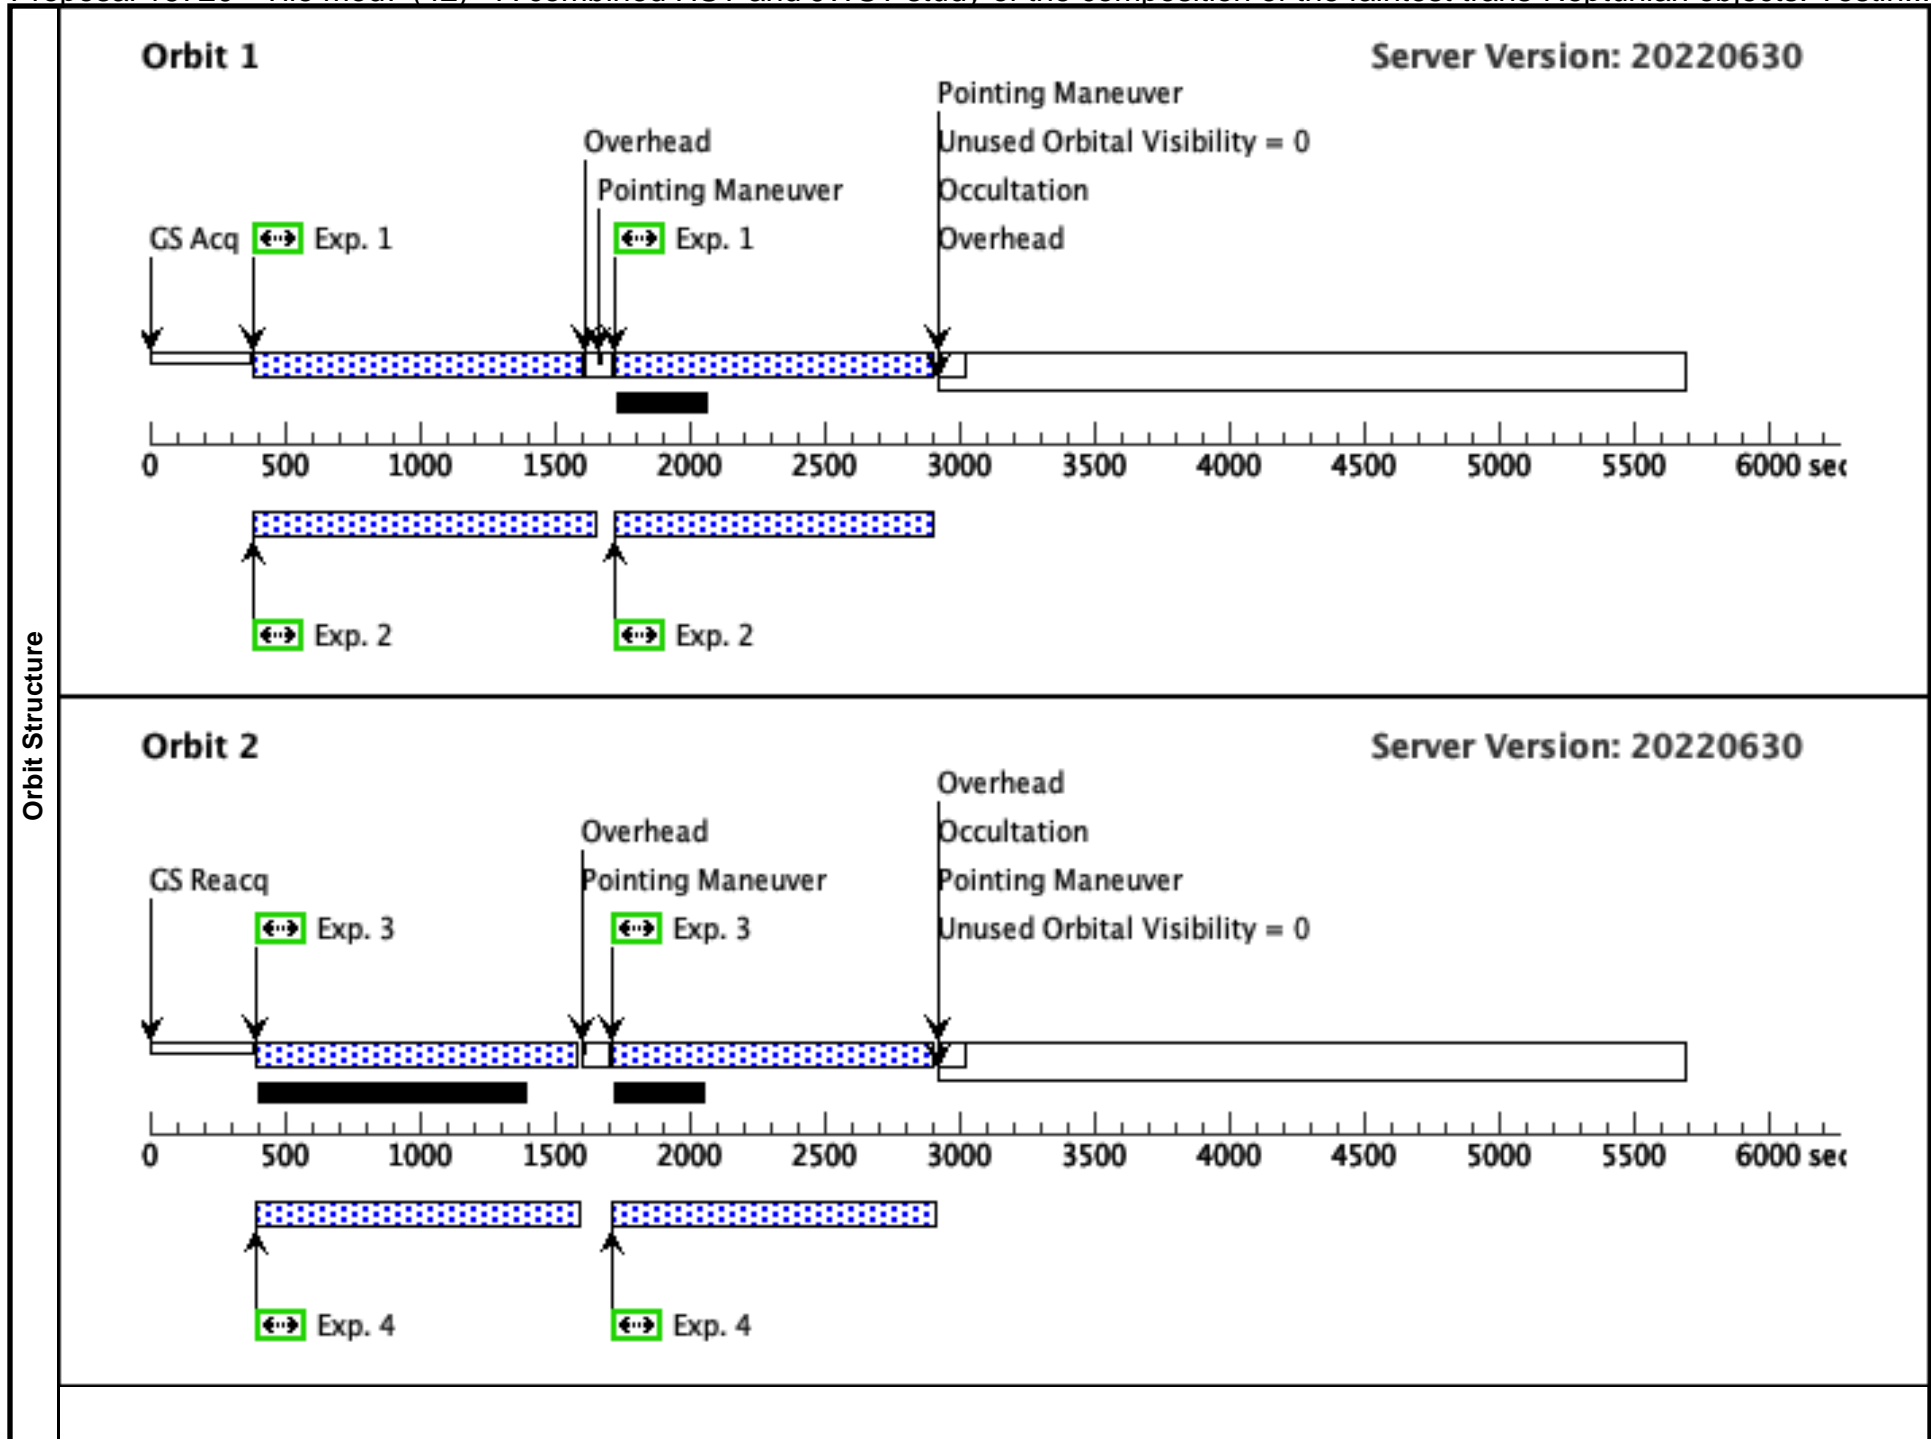 Orbit Structure
Orbit 1
Server Version: 20220630
Pointing Maneuver
Overhead
Unused Orbital Visibility = 0
Pointing Maneuver
Occultation
GS Acq
Exp. 1
Exp. 1
Overhead
0 500 1000 1500 2000 2500 3000 3500 4000 4500 5000 5500 6000 sec
Exp. 2
Exp. 2
Orbit 2
Server Version: 20220630
Overhead
Overhead
Occultation
GS Reacq
Pointing Maneuver
Pointing Maneuver
Exp. 3
Exp. 3
Unused Orbital Visibility = 0
0 500 1000 1500 2000 2500 3000 3500 4000 4500 5000 5500 6000 sec
Exp. 4
Exp. 4